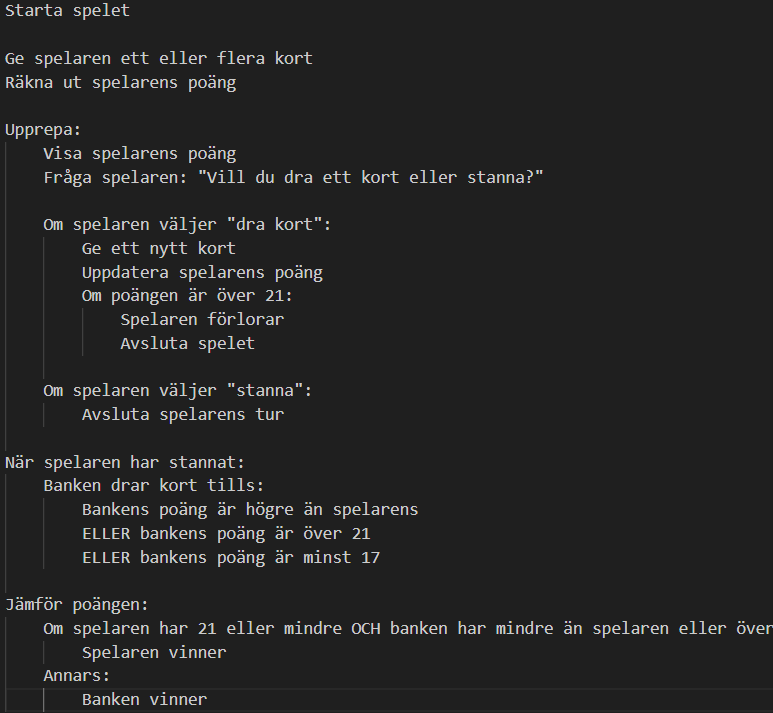 Starta spelet
Ge spelaren ett eller flera kort
Räkna ut spelarens poäng
Upprepa:
Visa spelarens poäng
Fråga spelaren: "Vill du dra ett kort eller stanna?"
Om spelaren väljer "dra kort":
Ge ett nytt kort
Uppdatera spelarens poäng
Om poängen är över 21:
Spelaren förlorar
Avsluta spelet
Om spelaren väljer "stanna":
Avsluta spelarens tur
När spelaren har stannat:
Banken drar kort tills:
Bankens poäng är högre än spelarens
ELLER bankens poäng är över 21
ELLER bankens poäng är minst 17
Jämför poängen:
Om spelaren har 21 eller mindre OCH banken har mindre än spelaren eller över
Spelaren vinner
Annars:
Banken vinner